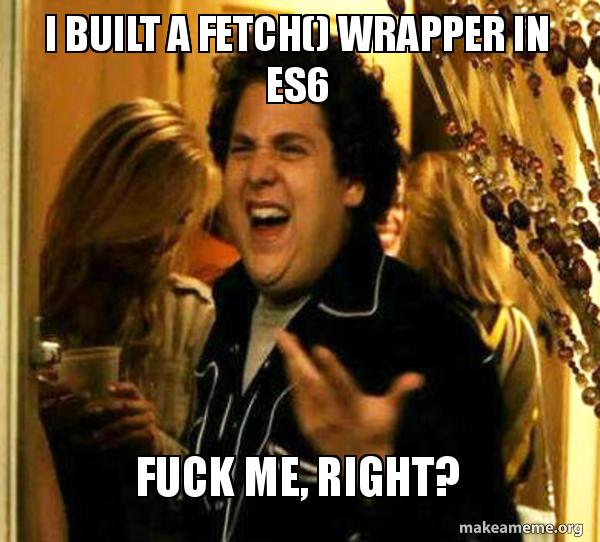 I BUILT A FETCH() WRAPPER IN
ES6
FUCK ME, RIGHT?
makeameme.org